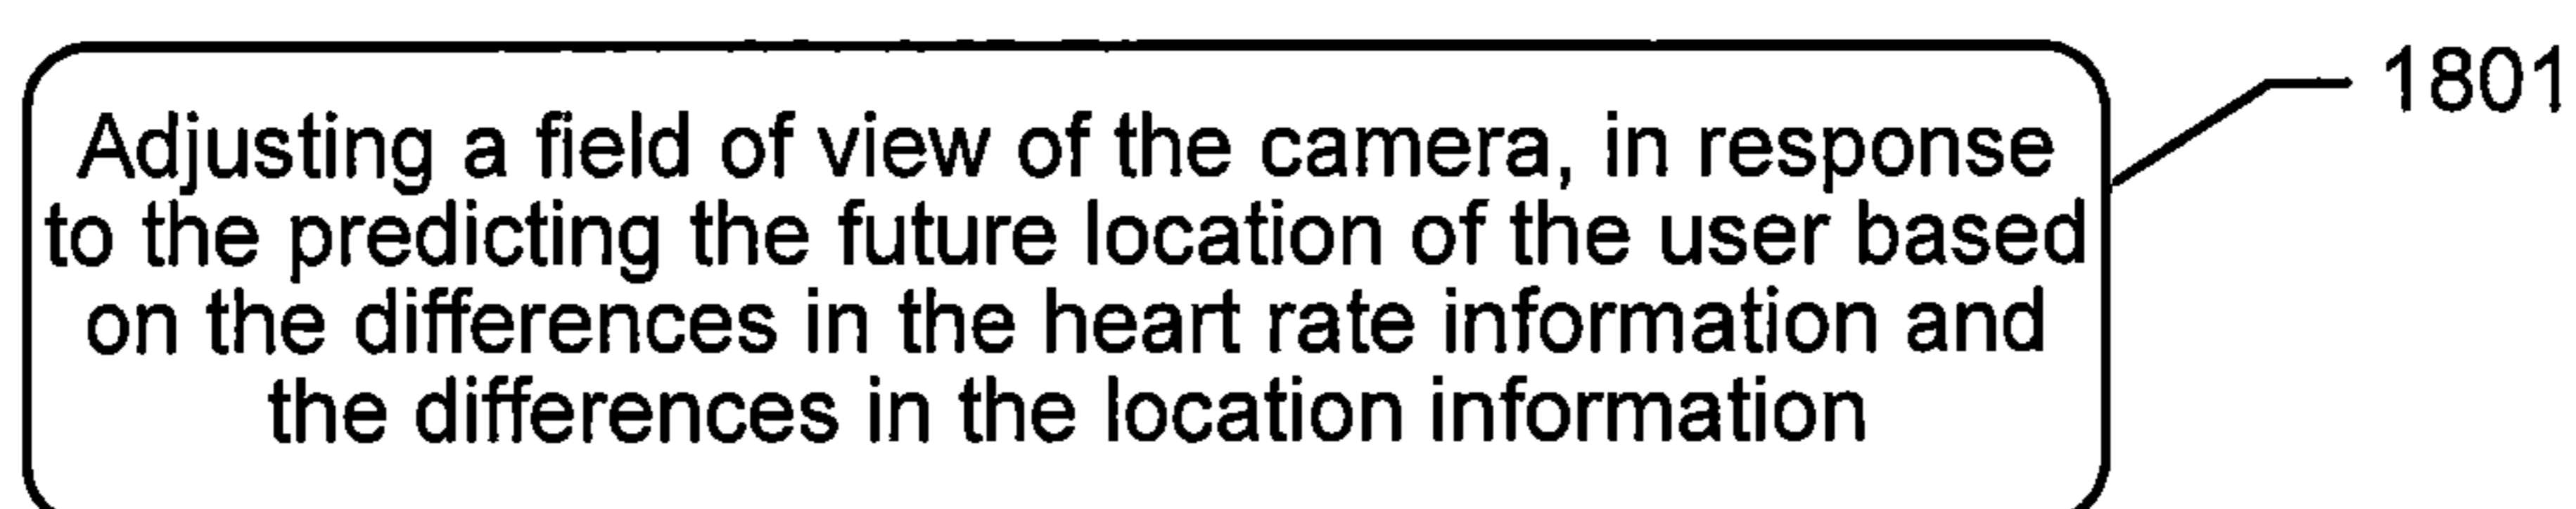 Adjusting a field of view of the camera, in response
to the predicting the future location of the user based
on the differences in the heart rate information and
the differences in the location information
1801